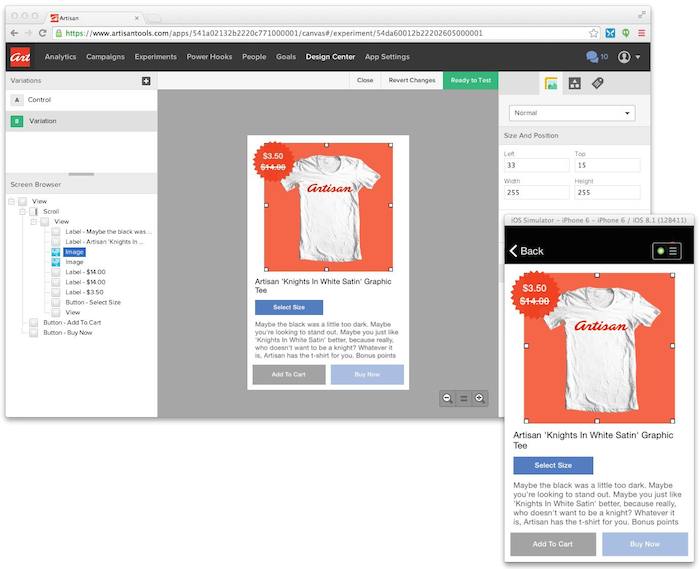 Artisan
https://www.artisantools.com/apps/541a02132b2220c771000001/canvas#/experiment/54da60012b22202605000001
Art
Analytics
Campaigns
Experiments
Power Hooks
People
Goals
Design Center
App Settings
10
Variations
Close
Revert Changes
Ready to Test
A
Control
B
Variation
Normal
Size And Position
Left
Top
33
15
Width
Height
255
255
Screen Browser
View
Scroll
View
Label - Maybe the black was ...
Label - Artisan 'Knights In ...
Image
Image
Label - $14.00
Label - $14.00
Label - $3.50
Button - Select Size
View
Button - Add To Cart
Button - Buy Now
$3.50
$14.00
Artisan
Artisan 'Knights In White Satin' Graphic
Tee
Select Size
Maybe the black was a little too dark. Maybe
you're looking to stand out. Maybe you just like
'Knights In White Satin' better, because really,
who doesn't want to be a knight? Whatever it
is, Artisan has the t-shirt for you. Bonus points
Add To Cart
Buy Now
iOS Simulator - iPhone 6 - iPhone 6 / iOS 8.1 (12B411)
Back
$3.50
$14.00
Artisan
Artisan 'Knights In White Satin' Graphic
Tee
Select Size
Maybe the black was a little too dark. Maybe
you're looking to stand out. Maybe you just like
'Knights In White Satin' better, because really,
who doesn't want to be a knight? Whatever it
is, Artisan has the t-shirt for you. Bonus points
Add To Cart
Buy Now